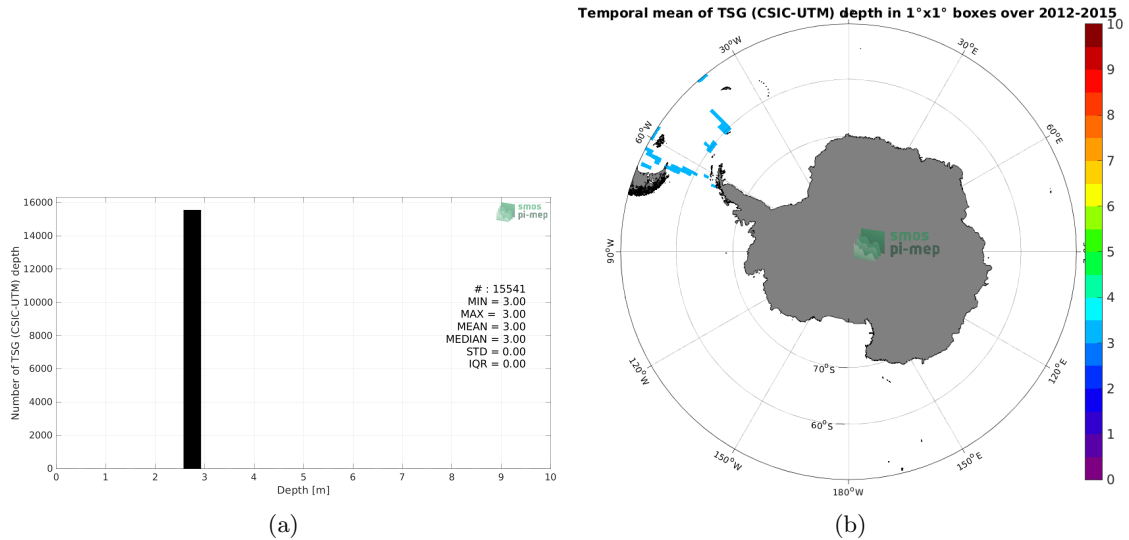 16000
14000
12000
10000
8000
6000
4000
2000
0
Number of TSG (CSIC-UTM) depth
smos
pi-mep
# : 15541
MIN = 3.00
MAX = 3.00
MEAN = 3.00
MEDIAN = 3.00
STD = 0.00
IQR = 0.00
0 1 2 3 4 5 6 7 8 9 10
Depth [m]
(a)
Temporal mean of TSG (CSIC-UTM) depth in 1°x1° boxes over 2012-2015
0°
30°W
30°E
60°W
60°E
90°W
smos
pi-mep
120°W
120°E
70°S
60°S
150°W
150°E
180°W
10
9
8
7
6
5
4
3
2
1
0
(b)